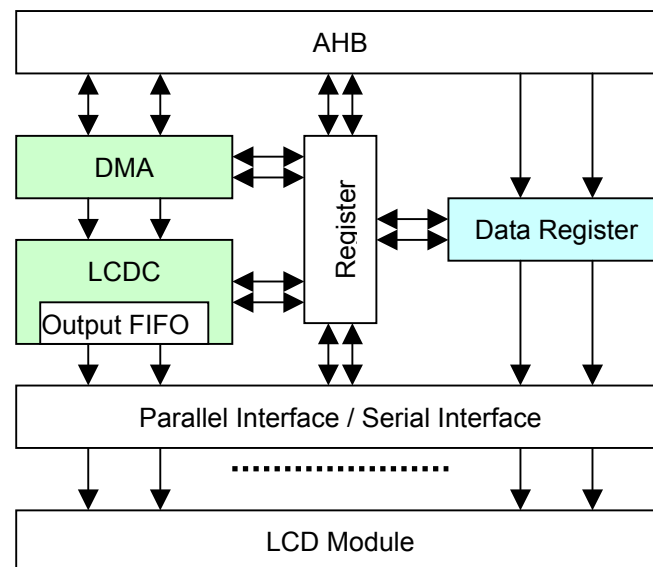 AHB
DMA
Register
Data Register
LCDC
Output FIFO
Parallel Interface / Serial Interface
LCD Module